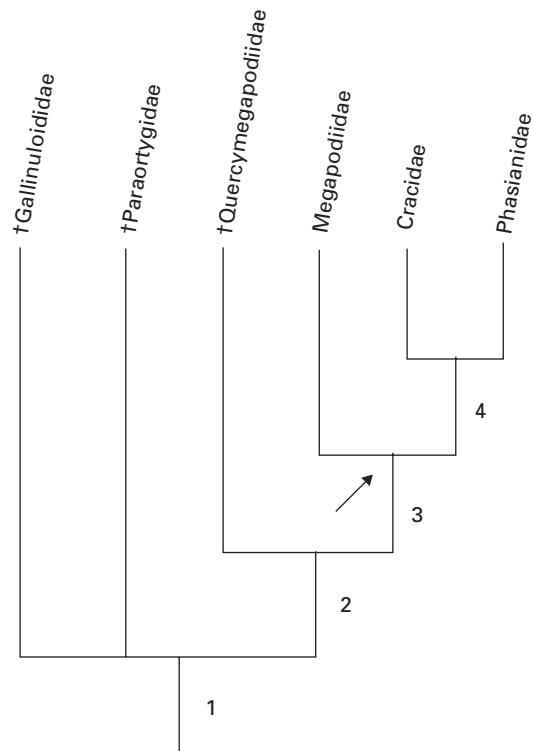 †Gallinuloididae
†Paraortygidae
†Quercymegapodiidae
Megapodiidae
Cracidae
Phasianidae
4
3
2
1